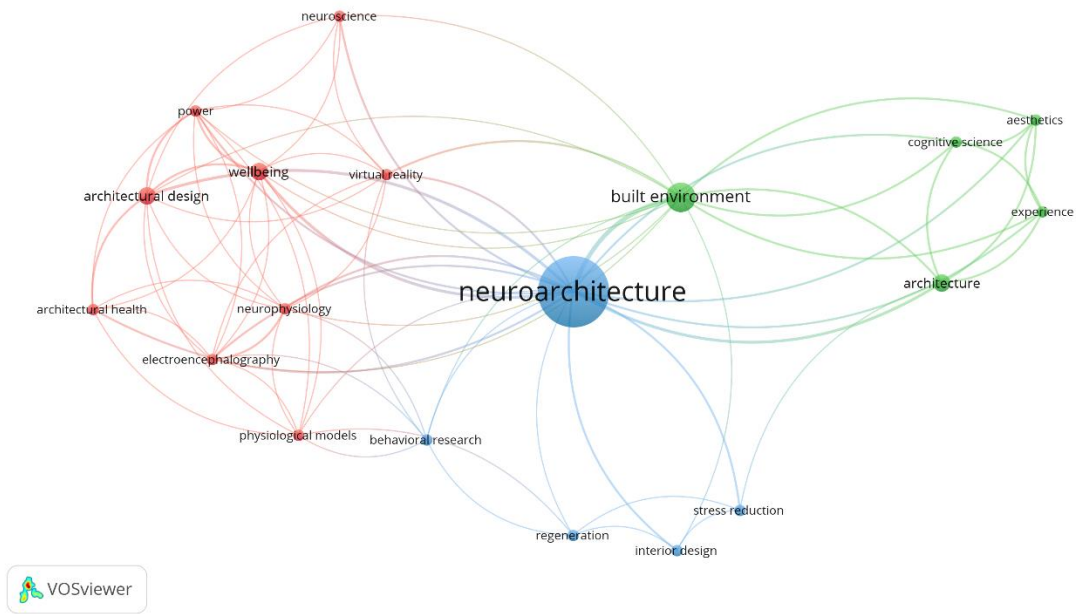 neuroscience
power
aesthetics
cognitive science
wellbeing
virtual reality
architectural design
built environment
experience
architecture
neuroarchitecture
architectural health
neurophysiology
electroencephalography
physiological models
behavioral research
stress reduction
regeneration
interior design
VOSviewer